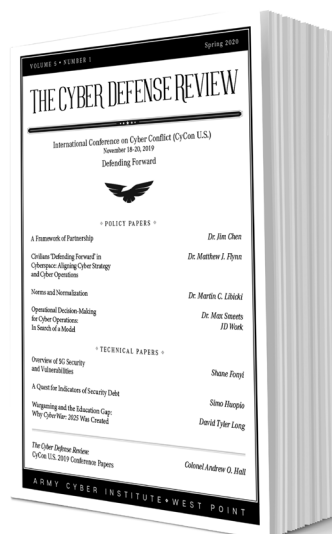 VOLUME 5 • NUMBER 1
Spring 2020
THE CYBER DEFENSE REVIEW
International Conference on Cyber Conflict (CyCon U.S.)
November 18-20, 2019
Defending Forward
POLICY PAPERS
A Framework of Partnership
Dr. Jim Chen
Civilians 'Defending Forward' in
Cyberspace: Aligning Cyber Strategy
and Cyber Operations
Dr. Matthew J. Flynn
Norms and Normalization
Dr. Martin C. Libicki
Operational Decision-Making
for Cyber Operations:
In Search of a Model
Dr. Max Smeets
JD Work
TECHNICAL PAPERS
Overview of 5G Security
and Vulnerabilities
Shane Fonyi
A Quest for Indicators of Security Debt
Simo Huopio
Wargaming and the Education Gap:
Why CyberWar: 2025 Was Created
David Tyler Long
The Cyber Defense Review
CyCon U.S. 2019 Conference Papers
Colonel Andrew O. Hall
ARMY CYBER INSTITUTE • WEST POINT